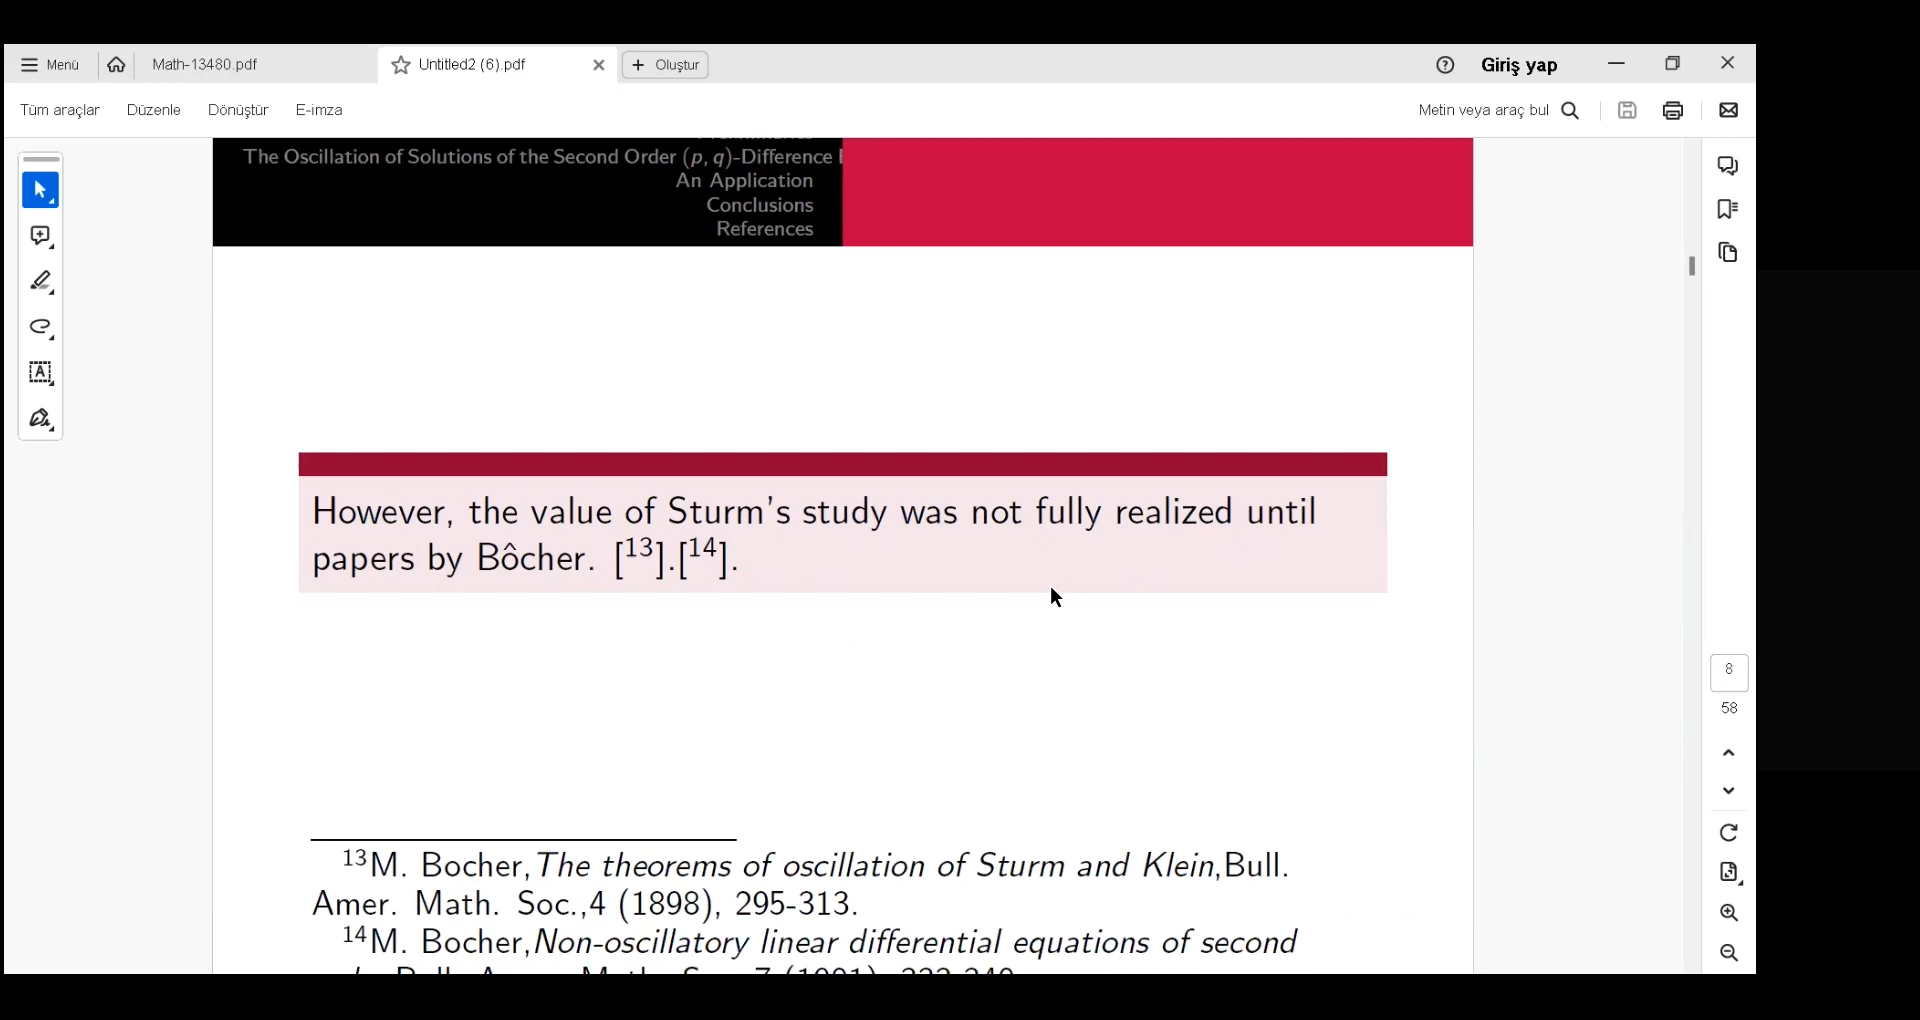 Menü
Math-13480.pdf
Untitled2 (6).pdf
Oluştur
Giriş yap
Tüm araçlar
Düzenle
Dönüştür
E-imza
Metin veya araç bul
The Oscillation of Solutions of the Second Order (p, q)-Difference
An Application
Conclusions
References
However, the value of Sturm's study was not fully realized until
papers by Bôcher. [13].[14].
8
58
13M. Bocher,The theorems of oscillation of Sturm and Klein,Bull.
Amer. Math. Soc.,4 (1898), 295-313.
14M. Bocher,Non-oscillatory linear differential equations of second